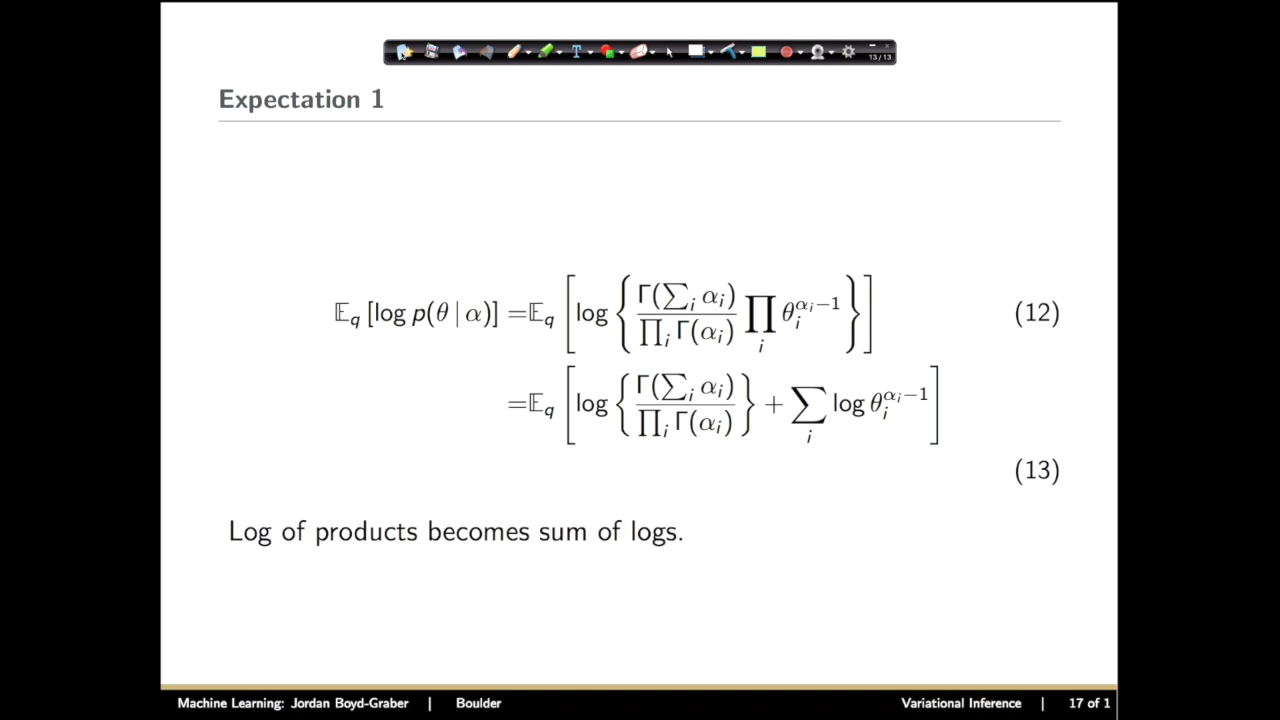 13/13
Expectation 1
𝔼_q [log p(θ | α)] =𝔼_q [log {Γ(∑_i α_i) / ∏_i Γ(α_i) ∏_i θ_i^{α_i−1}}] (12)
=𝔼_q [log {Γ(∑_i α_i) / ∏_i Γ(α_i)} + ∑_i log θ_i^{α_i−1}]
(13)
Log of products becomes sum of logs.
Machine Learning: Jordan Boyd-Graber | Boulder Variational Inference | 17 of 1